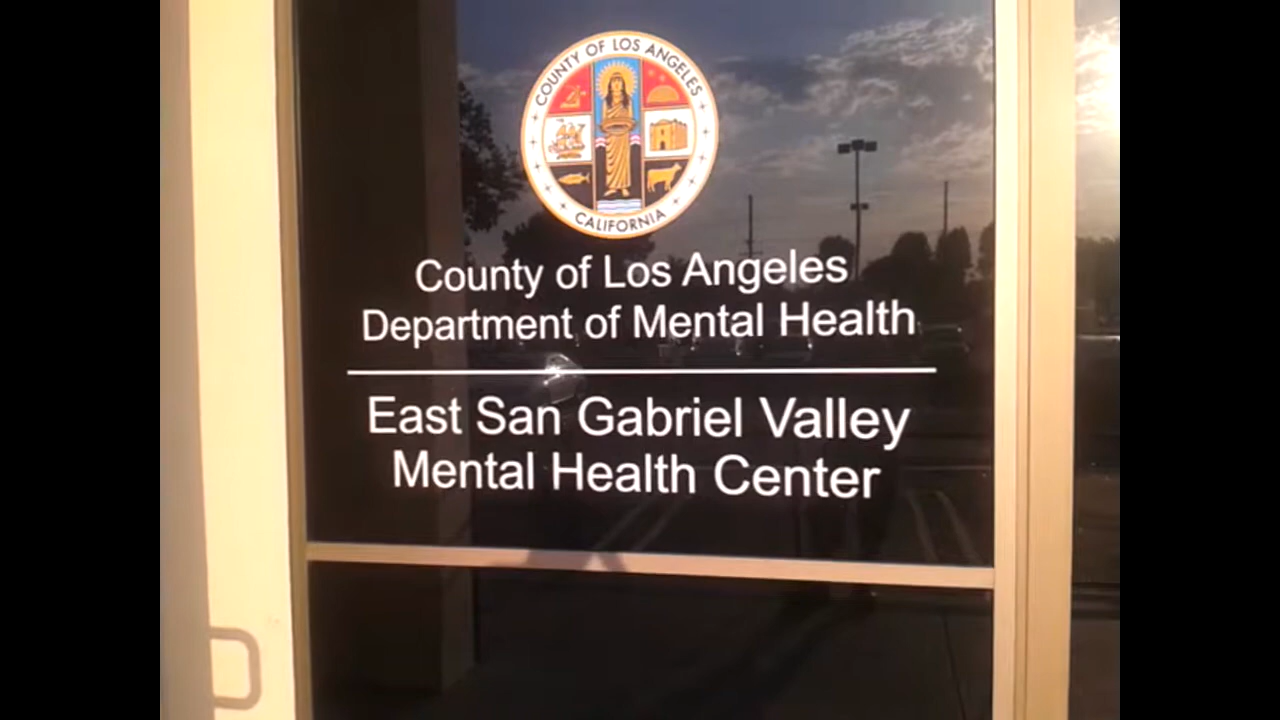 COUNTY OF LOS ANGELES
CALIFORNIA
County of Los Angeles
Department of Mental Health
East San Gabriel Valley
Mental Health Center